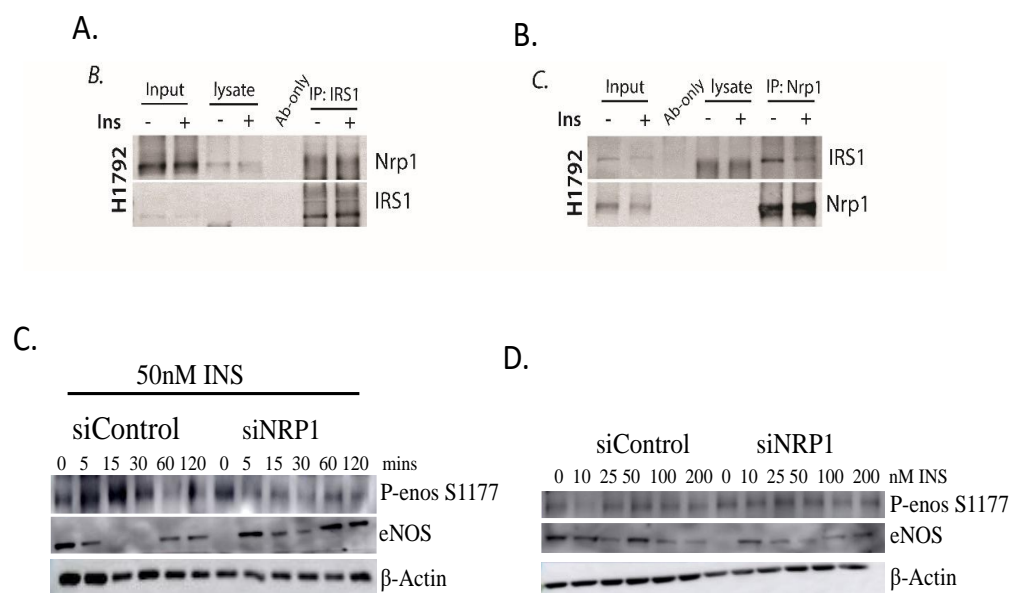 A.
B.
Input lysate Ab-only IP: IRS1
Ins - + - + - +
H1792
Nrp1
IRS1
B.
C.
Input Ab-only lysate IP: Nrp1
Ins - + - + - +
H1792
IRS1
Nrp1
C.
50nM INS
siControl siNRP1
0 5 15 30 60 120 0 5 15 30 60 120 mins
P-enos S1177
eNOS
β-Actin
D.
siControl siNRP1
0 10 25 50 100 200 0 10 25 50 100 200 nM INS
P-enos S1177
eNOS
β-Actin